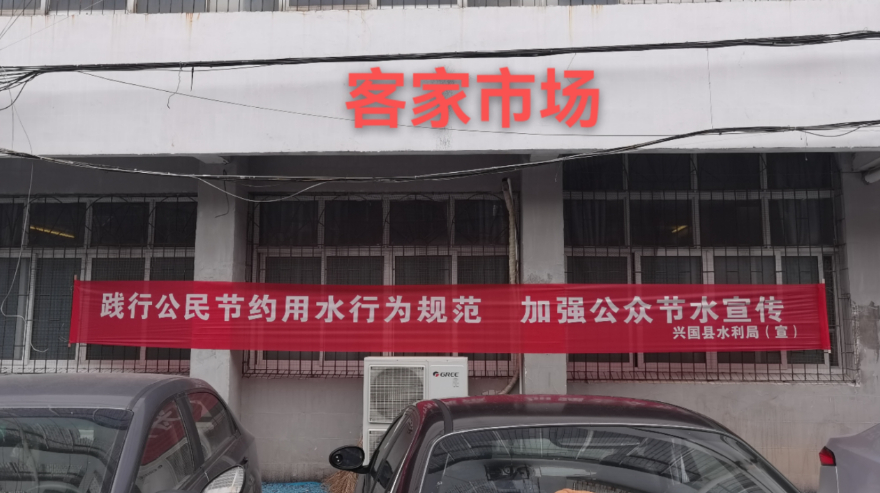 客家市场
践行公民节约用水行为规范 加强公众节水宣传
兴国县水利局（宣）
GREE